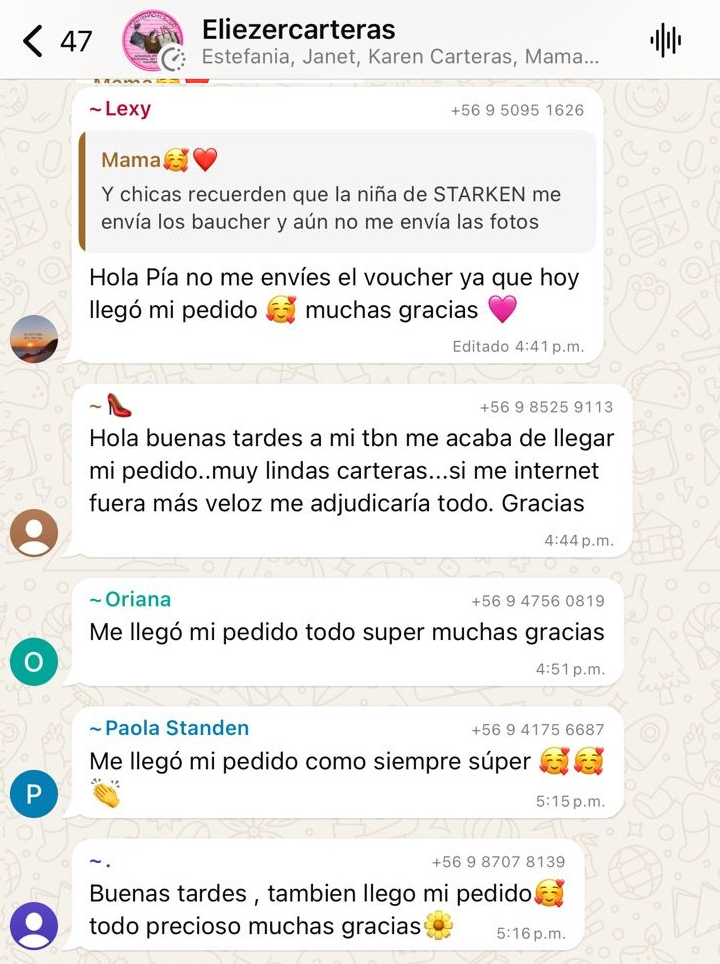 47
Eliezercarteras
Estefania, Janet, Karen Carteras, Mama...
Mama🥰❤️
~Lexy
+56 9 5095 1626
Mama🥰❤️
Y chicas recuerden que la niña de STARKEN me
envía los baucher y aún no me envía las fotos
Hola Pía no me envíes el voucher ya que hoy
llegó mi pedido 🥰 muchas gracias 🩷
Editado 4:41 p.m.
~👠
+56 9 8525 9113
Hola buenas tardes a mi tbn me acaba de llegar
mi pedido..muy lindas carteras...si me internet
fuera más veloz me adjudicaría todo. Gracias
4:44 p.m.
~Oriana
+56 9 4756 0819
O
Me llegó mi pedido todo super muchas gracias
4:51 p.m.
~Paola Standen
+56 9 4175 6687
Me llegó mi pedido como siempre súper 🥰🥰
👏
P
5:15 p.m.
~.
+56 9 8707 8139
Buenas tardes , tambien llego mi pedido🥰
todo precioso muchas gracias🌼
5:16 p.m.